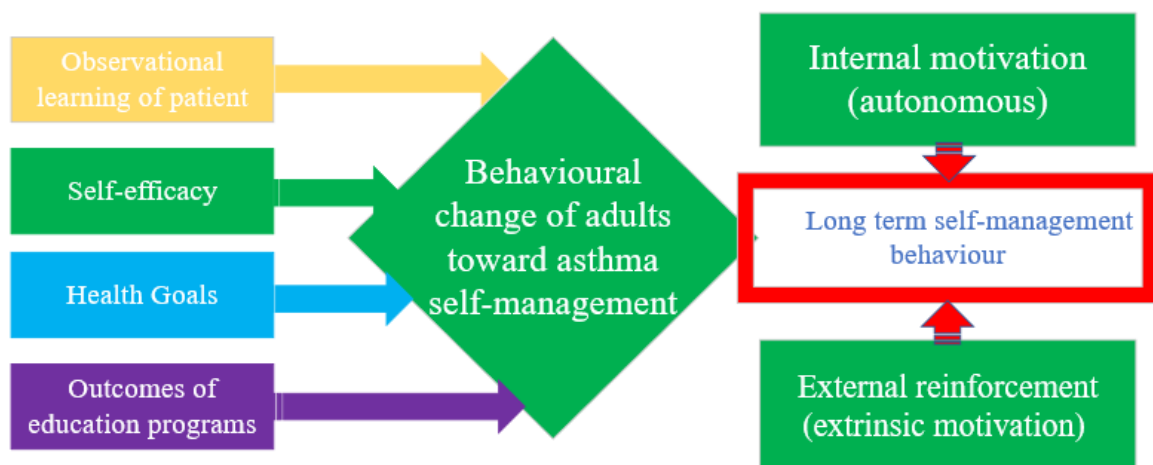 Observational
learning of patient
Self-efficacy
Health Goals
Outcomes of
education programs
Behavioural
change of adults
toward asthma
self-management
Internal motivation
(autonomous)
Long term self-management
behaviour
External reinforcement
(extrinsic motivation)